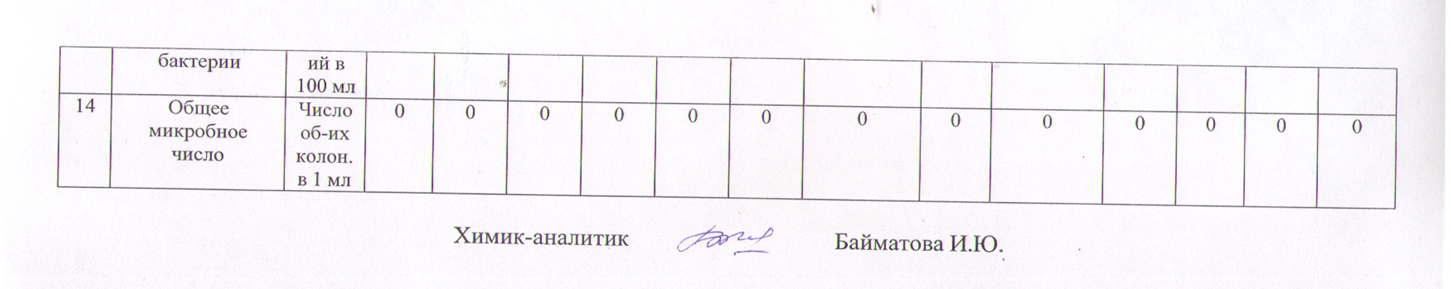 бактерии ий в
100 мл
14 Общее Число 0 0 0 0 0 0 0 0 0 0 0 0 0
микробное об-их
число колон.
в 1 мл
Химик-аналитик Байматова И.Ю.